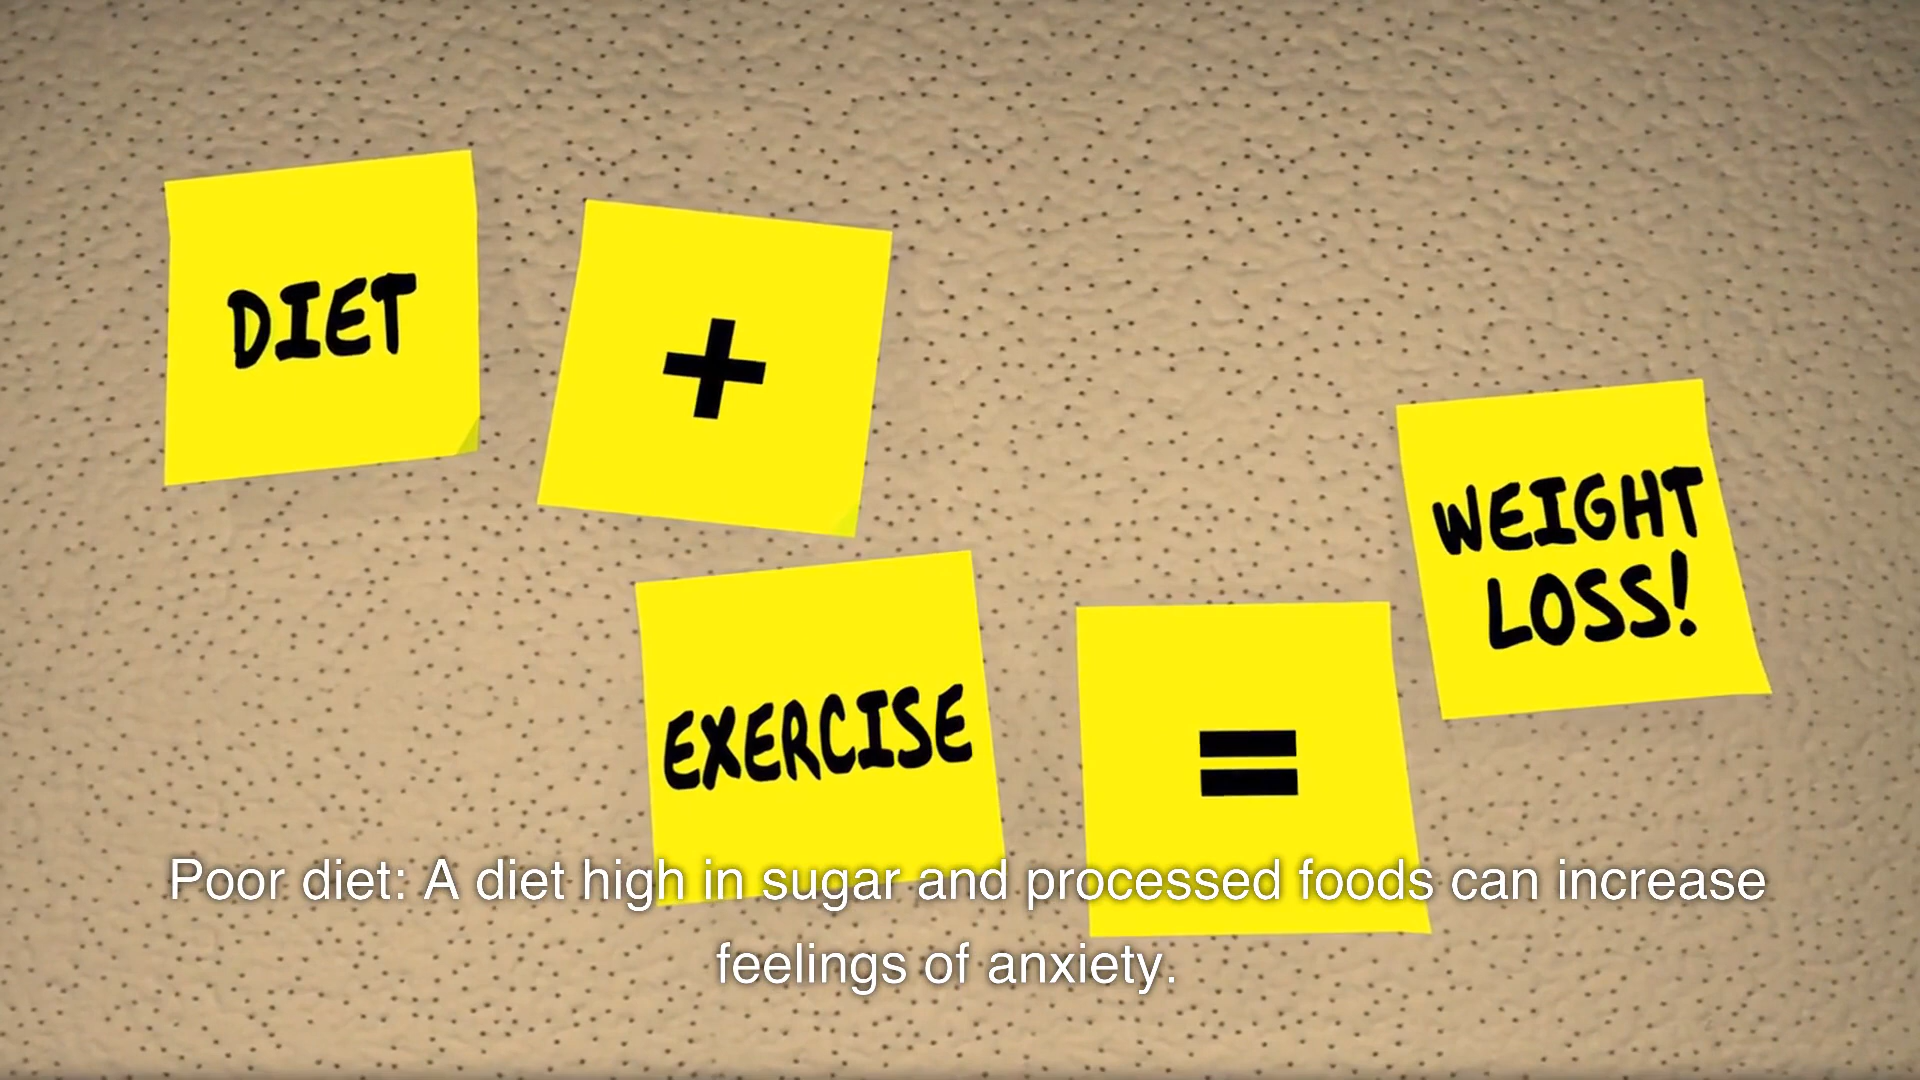 DIET
+
EXERCISE
=
WEIGHT
LOSS!
Poor diet: A diet high in sugar and processed foods can increase
feelings of anxiety.